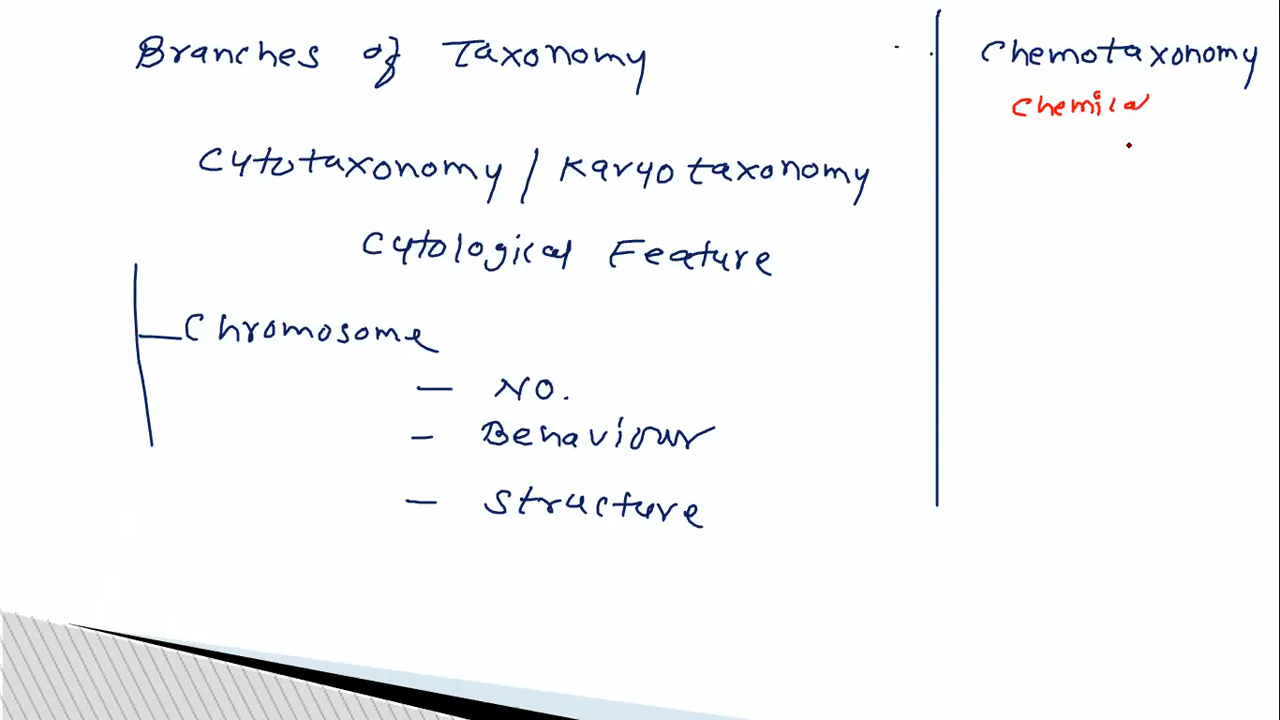 Branches of Taxonomy
Cytotaxonomy / Karyotaxonomy
Cytological Feature
Chromosome
— NO.
- Behaviour
- Structure
Chemotaxonomy
Chemical